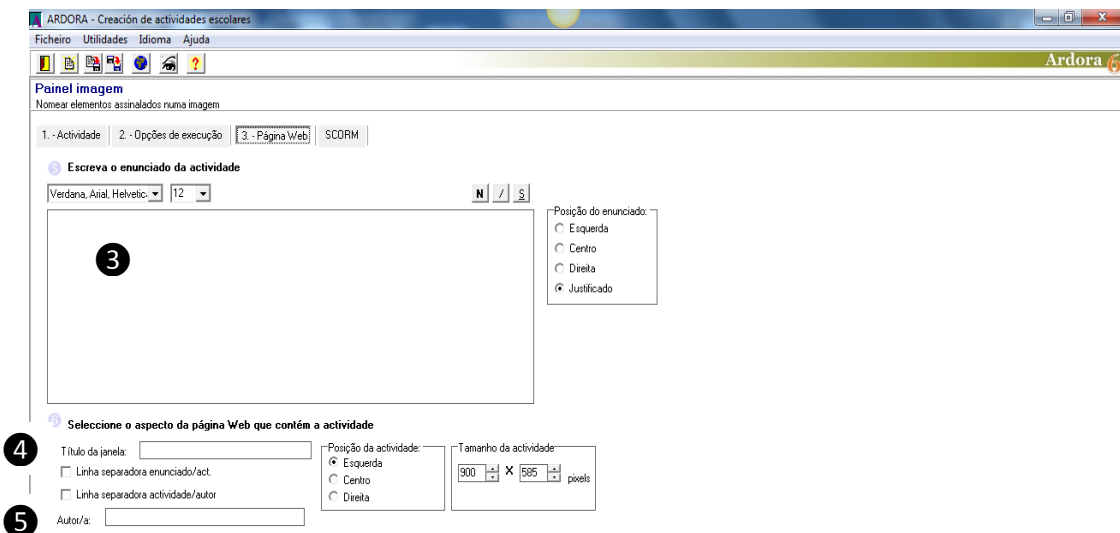 ARDORA - Creación de actividades escolares
Ficheiro Utilidades Idioma Ajuda
Ardora 6
Painel imagem
Nomear elementos assinalados numa imagem
1. - Actividade 2. - Opções de execução 3. - Página Web SCORM
5 Escreva o enunciado da actividade
Verdana, Arial, Helvetic- 12 N / S
Posição do enunciado:
Esquerda
Centro
Direita
Justificado
3
6 Seleccione o aspecto da página Web que contém a actividade
4 Título da janela:
Linha separadora enunciado/act.
Linha separadora actividade/autor
5 Autor/a:
Posição da actividade:
Esquerda
Centro
Direita
Tamanho da actividade
900 X 585 pixels